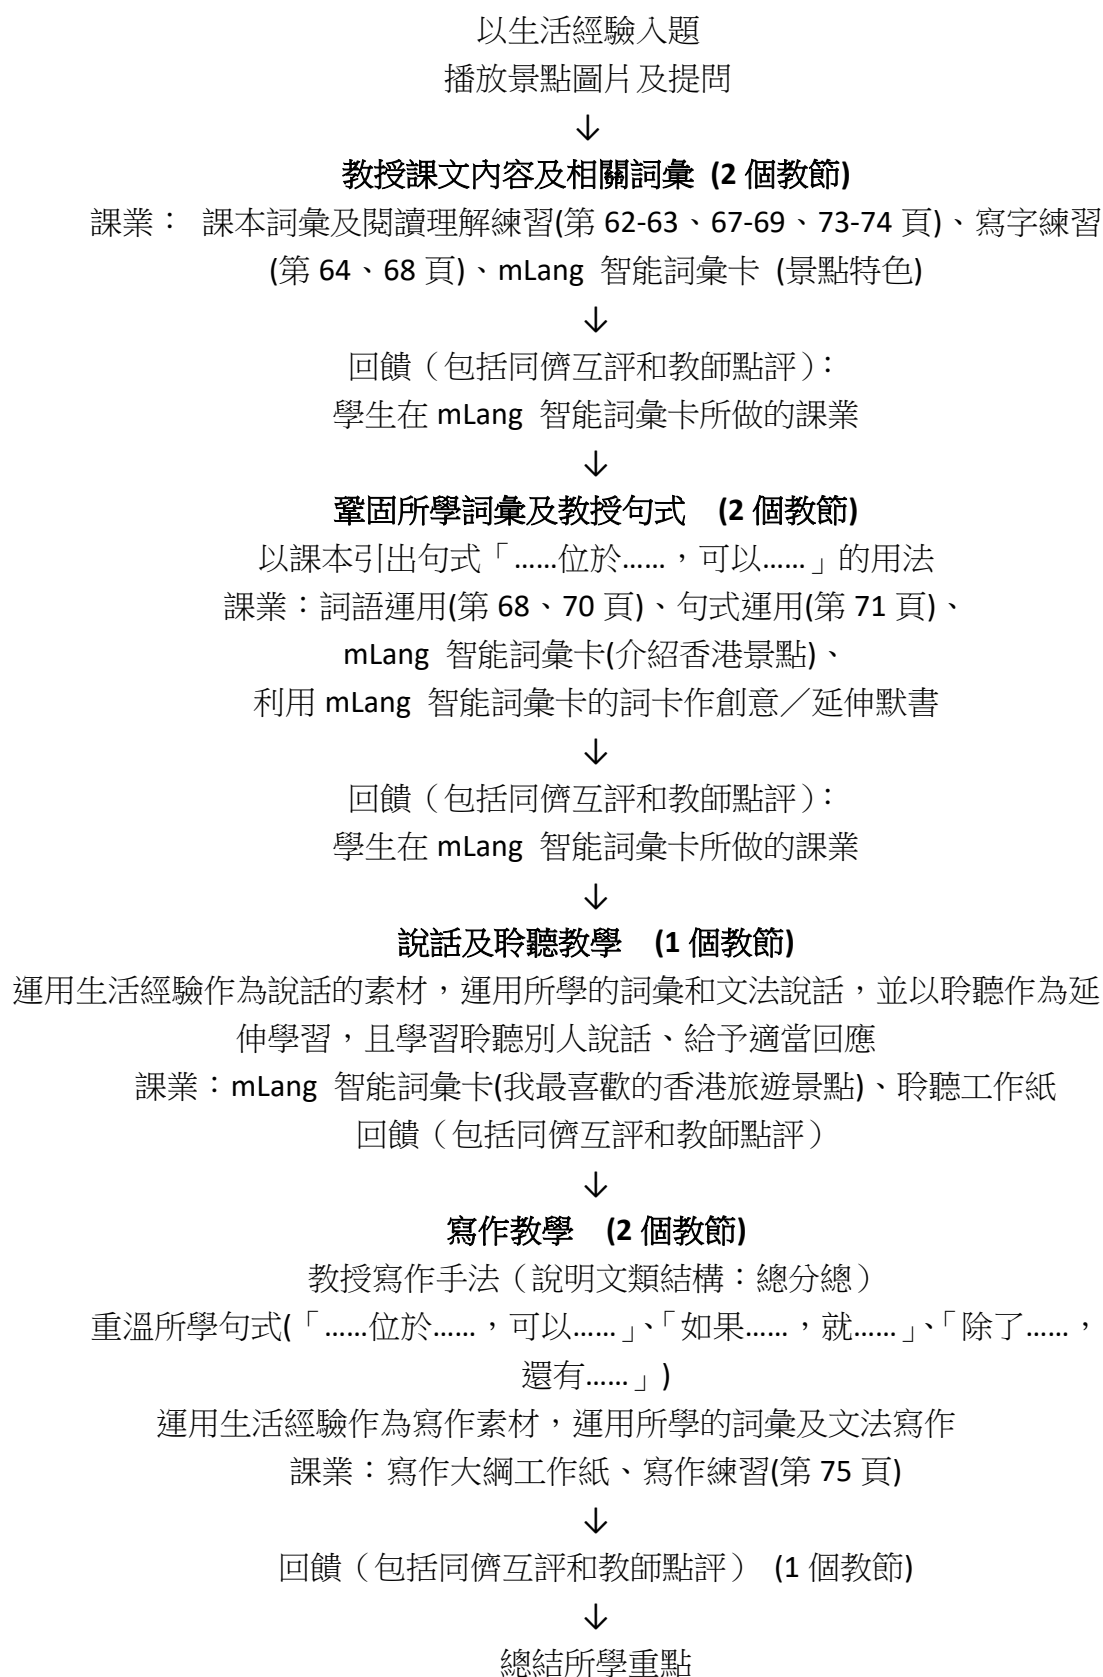 以生活經驗入題
播放景點圖片及提問
↓
教授課文內容及相關詞彙 (2 個教節)
課業： 課本詞彙及閱讀理解練習(第 62-63、67-69、73-74 頁)、寫字練習
(第 64、68 頁)、mLang 智能詞彙卡 (景點特色)
↓
回饋（包括同儕互評和教師點評）：
學生在 mLang 智能詞彙卡所做的課業
↓
鞏固所學詞彙及教授句式 (2 個教節)
以課本引出句式「……位於……，可以……」的用法
課業：詞語運用(第 68、70 頁)、句式運用(第 71 頁)、
mLang 智能詞彙卡(介紹香港景點)、
利用 mLang 智能詞彙卡的詞卡作創意／延伸默書
↓
回饋（包括同儕互評和教師點評）：
學生在 mLang 智能詞彙卡所做的課業
↓
說話及聆聽教學 (1 個教節)
運用生活經驗作為說話的素材，運用所學的詞彙和文法說話，並以聆聽作為延
伸學習，且學習聆聽別人說話、給予適當回應
課業：mLang 智能詞彙卡(我最喜歡的香港旅遊景點)、聆聽工作紙
回饋（包括同儕互評和教師點評）
↓
寫作教學 (2 個教節)
教授寫作手法（說明文類結構：總分總）
重溫所學句式(「……位於……，可以……」、「如果……，就……」、「除了……，
還有……」)
運用生活經驗作為寫作素材，運用所學的詞彙及文法寫作
課業：寫作大綱工作紙、寫作練習(第 75 頁)
↓
回饋（包括同儕互評和教師點評） (1 個教節)
↓
總結所學重點